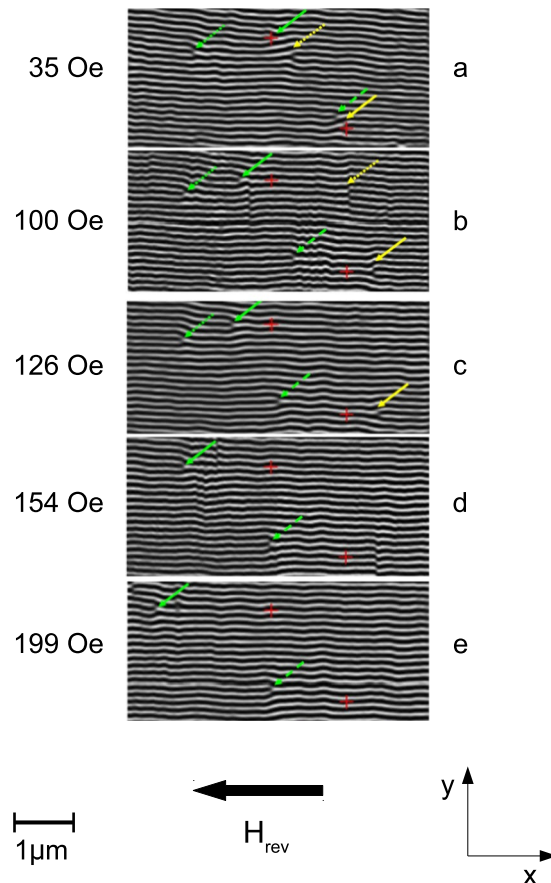 35 Oe a
100 Oe b
126 Oe c
154 Oe d
199 Oe e
1μm
H_rev
y
x